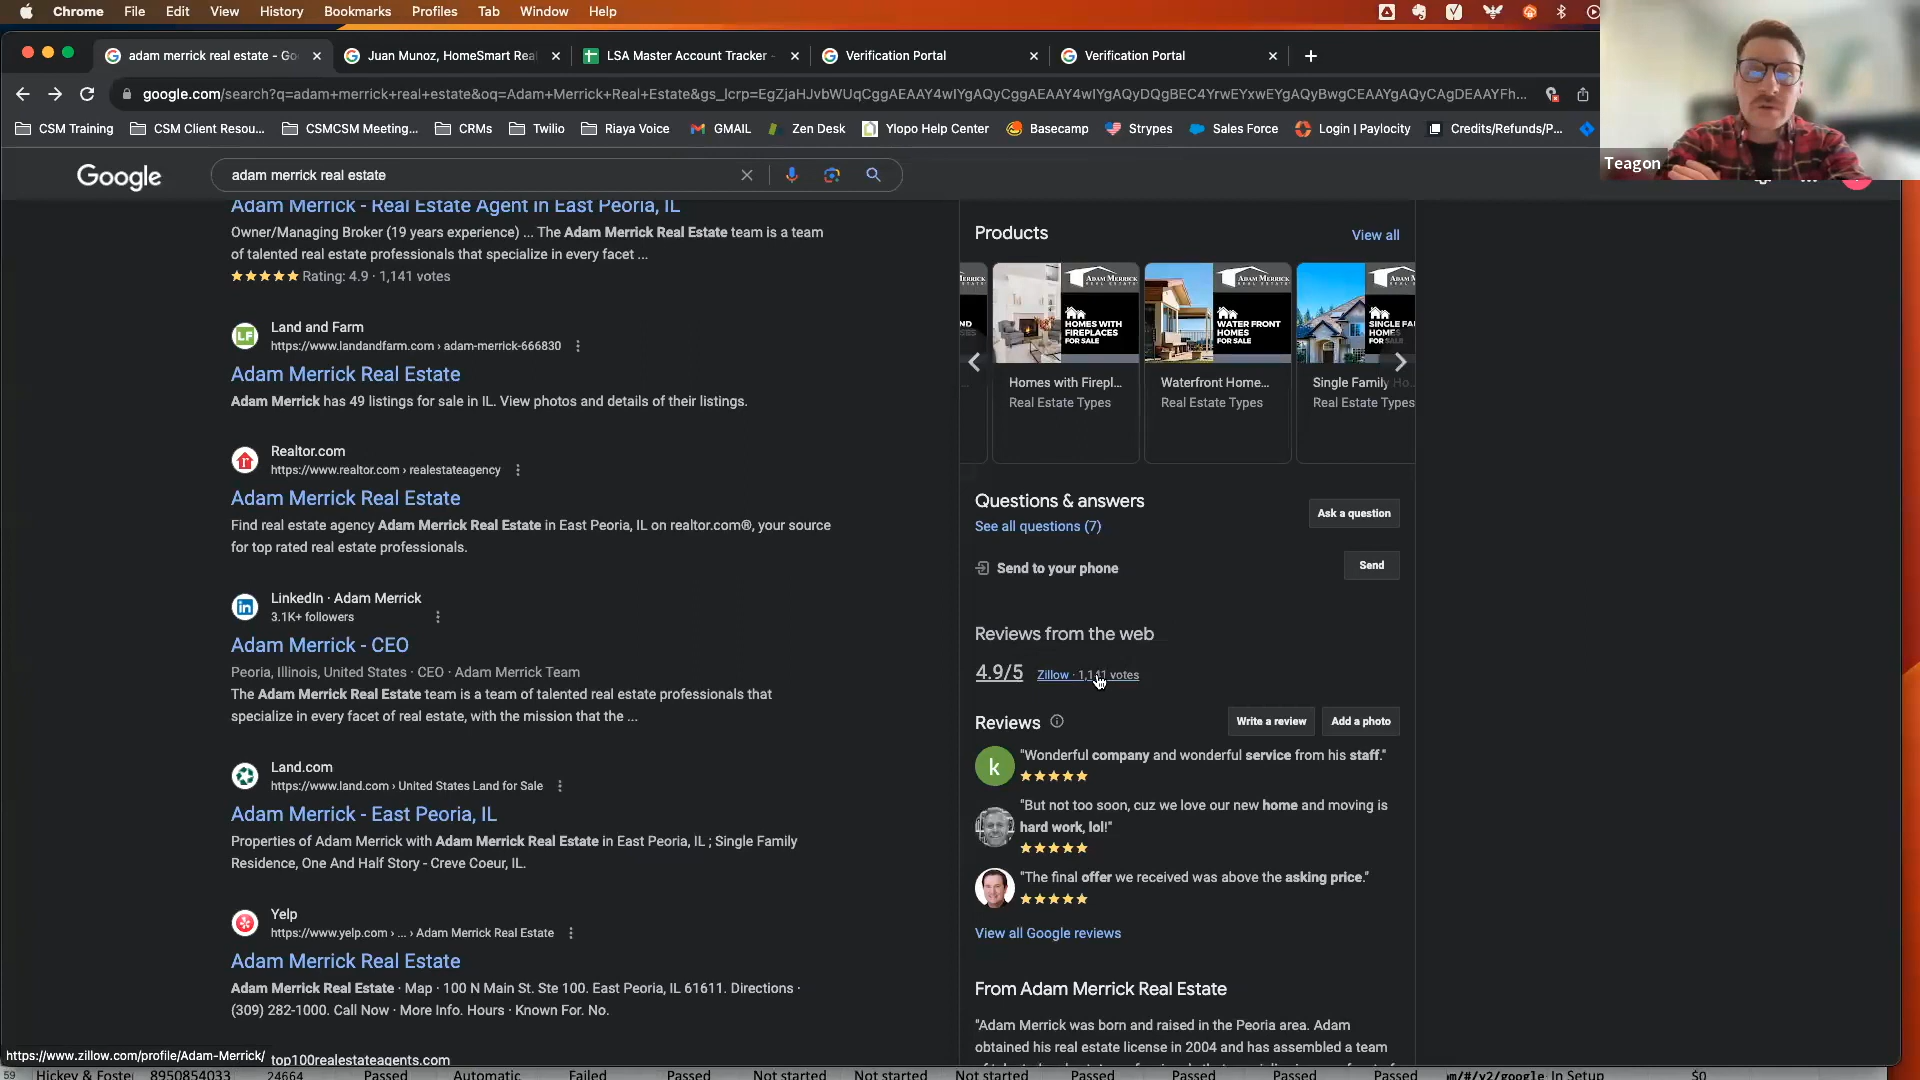 Chrome File Edit View History Bookmarks Profiles Tab Window Help
adam merrick real estate - Go
Juan Munoz, HomeSmart Rea
LSA Master Account Tracker -
Verification Portal
Verification Portal
google.com/search?q=adam+merrick+real+estate&oq=Adam+Merrick+Real+Estate&gs_lcrp=EgZjaHJvbWUqCggAEAAY4wIYgAQyCggAEAAY4wIYgAQyDQgBEC4YrwEYxwEYgAQyBwgCEAAYgAQyCAgDEAAYFh...
CSM Training
CSM Client Resou...
CSMCSM Meeting...
CRMs
Twilio
Riaya Voice
GMAIL
Zen Desk
Ylopo Help Center
Basecamp
Strypes
Sales Force
Login | Paylocity
Credits/Refunds/P...
Teagon
Google
adam merrick real estate
Adam Merrick - Real Estate Agent in East Peoria, IL
Owner/Managing Broker (19 years experience) ... The Adam Merrick Real Estate team is a team
of talented real estate professionals that specialize in every facet ...
Rating: 4.9 · 1,141 votes
Land and Farm
https://www.landandfarm.com › adam-merrick-666830
Adam Merrick Real Estate
Adam Merrick has 49 listings for sale in IL. View photos and details of their listings.
Realtor.com
https://www.realtor.com › realestateagency
Adam Merrick Real Estate
Find real estate agency Adam Merrick Real Estate in East Peoria, IL on realtor.com®, your source
for top rated real estate professionals.
LinkedIn · Adam Merrick
3.1K+ followers
Adam Merrick - CEO
Peoria, Illinois, United States · CEO · Adam Merrick Team
The Adam Merrick Real Estate team is a team of talented real estate professionals that
specialize in every facet of real estate, with the mission that the ...
Land.com
https://www.land.com › United States Land for Sale
Adam Merrick - East Peoria, IL
Properties of Adam Merrick with Adam Merrick Real Estate in East Peoria, IL ; Single Family
Residence, One And Half Story - Creve Coeur, IL.
Yelp
https://www.yelp.com › ... › Adam Merrick Real Estate
Adam Merrick Real Estate
Adam Merrick Real Estate · Map · 100 N Main St. Ste 100. East Peoria, IL 61611. Directions ·
(309) 282-1000. Call Now · More Info. Hours · Known For. No.
top100realestateagents.com
https://www.zillow.com/profile/Adam-Merrick/
Products
View all
ADAM MERRICK
HOMES WITH
FIREPLACES
FOR SALE
Homes with Firepl...
Real Estate Types
ADAM MERRICK
WATER FRONT
HOMES
FOR SALE
Waterfront Home...
Real Estate Types
ADAM M
SINGLE FA
HOMES
FOR SALE
Single Family Ho
Real Estate Types
Questions & answers
See all questions (7)
Ask a question
Send to your phone
Send
Reviews from the web
4.9/5
Zillow · 1,141 votes
Reviews
Write a review
Add a photo
k
"Wonderful company and wonderful service from his staff."
"But not too soon, cuz we love our new home and moving is
hard work, lol!"
"The final offer we received was above the asking price."
View all Google reviews
From Adam Merrick Real Estate
"Adam Merrick was born and raised in the Peoria area. Adam
obtained his real estate license in 2004 and has assembled a team
59 Hickey & Foste 8950854033 24664 Passed Automatic Failed Passed Not started Not started Not started Passed Passed Passed Passed m/#/v2/google In Setup $0